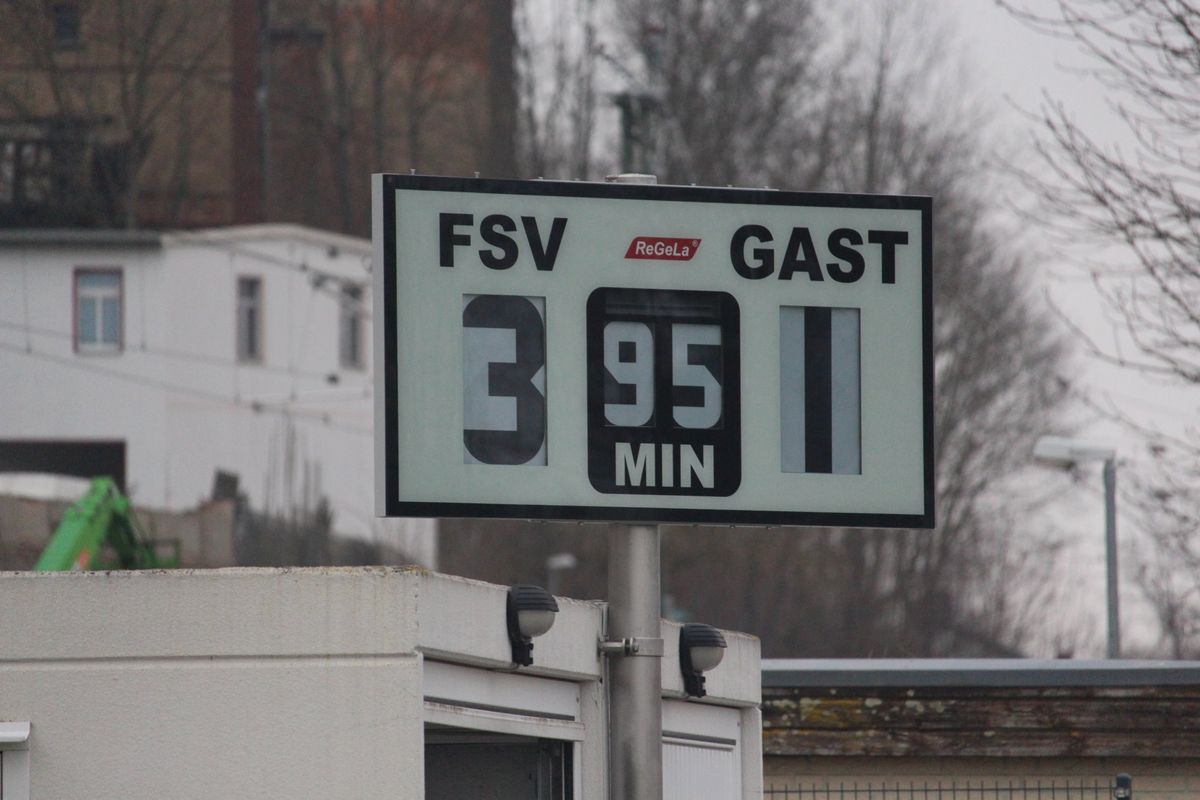 FSV ReGeLa® GAST
3 95 1
MIN